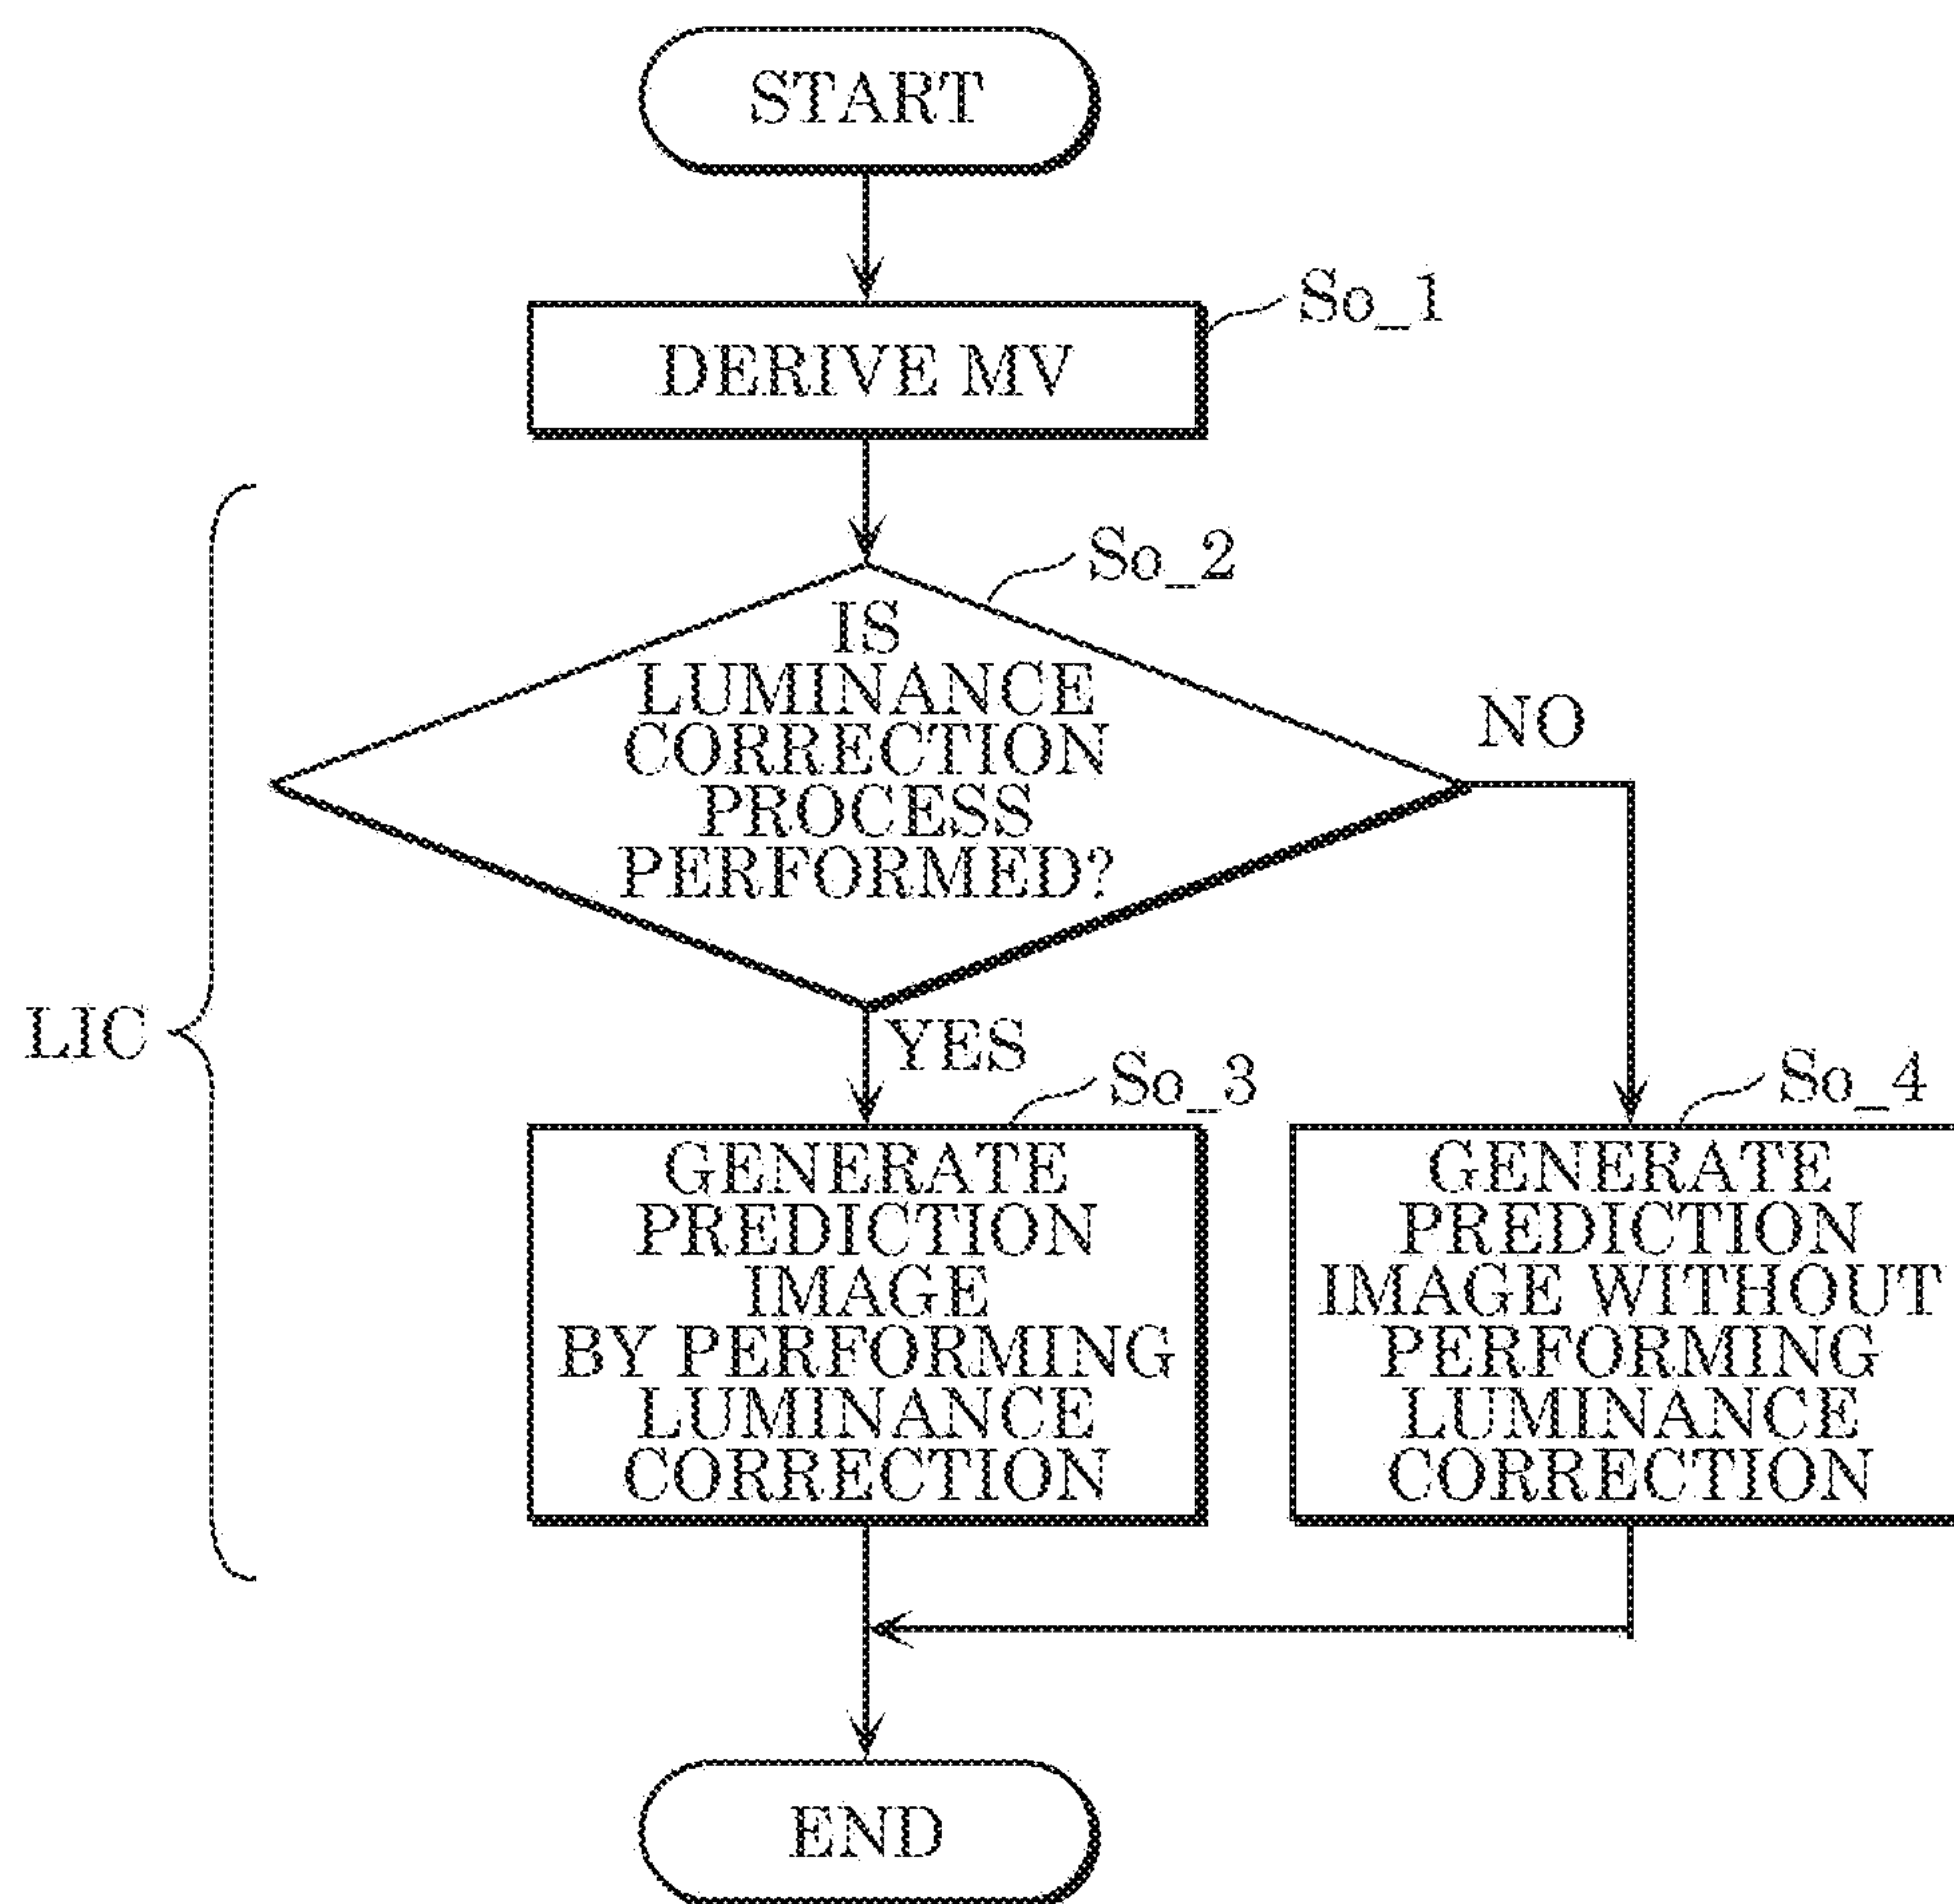 START
So_1
DERIVE MV
So_2
IS
LUMINANCE
CORRECTION
PROCESS
PERFORMED?
NO
LIC
YES
So_3
GENERATE
PREDICTION
IMAGE
BY PERFORMING
LUMINANCE
CORRECTION
So_4
GENERATE
PREDICTION
IMAGE WITHOUT
PERFORMING
LUMINANCE
CORRECTION
END